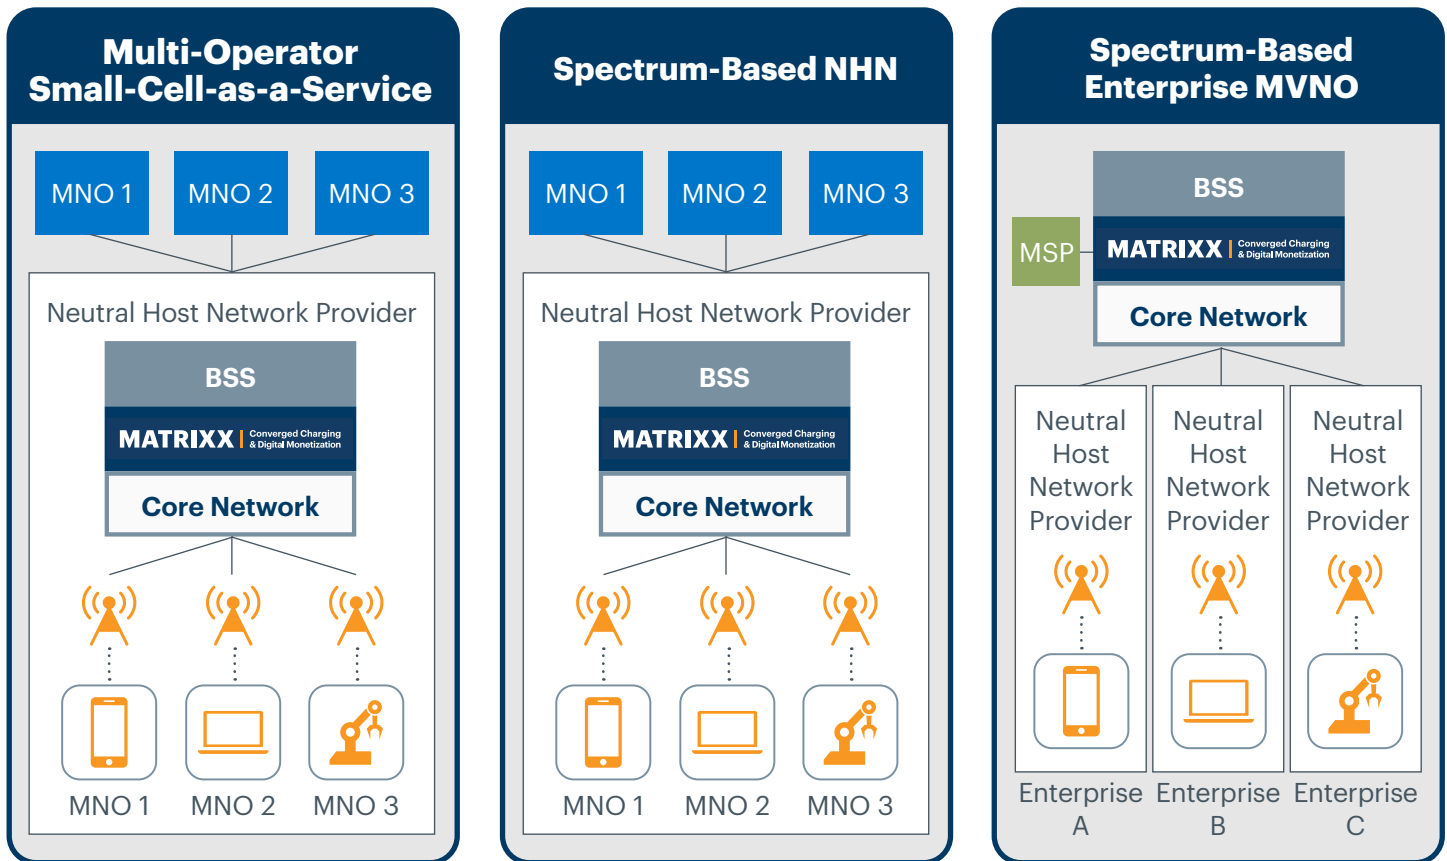 Multi-Operator
Small-Cell-as-a-Service
MNO 1
MNO 2
MNO 3
Neutral Host Network Provider
BSS
MATRIXX | Converged Charging
& Digital Monetization
Core Network
MNO 1
MNO 2
MNO 3
Spectrum-Based NHN
MNO 1
MNO 2
MNO 3
Neutral Host Network Provider
BSS
MATRIXX | Converged Charging
& Digital Monetization
Core Network
MNO 1
MNO 2
MNO 3
Spectrum-Based
Enterprise MVNO
BSS
MSP
MATRIXX | Converged Charging
& Digital Monetization
Core Network
Neutral
Host
Network
Provider
Enterprise
A
Neutral
Host
Network
Provider
Enterprise
B
Neutral
Host
Network
Provider
Enterprise
C